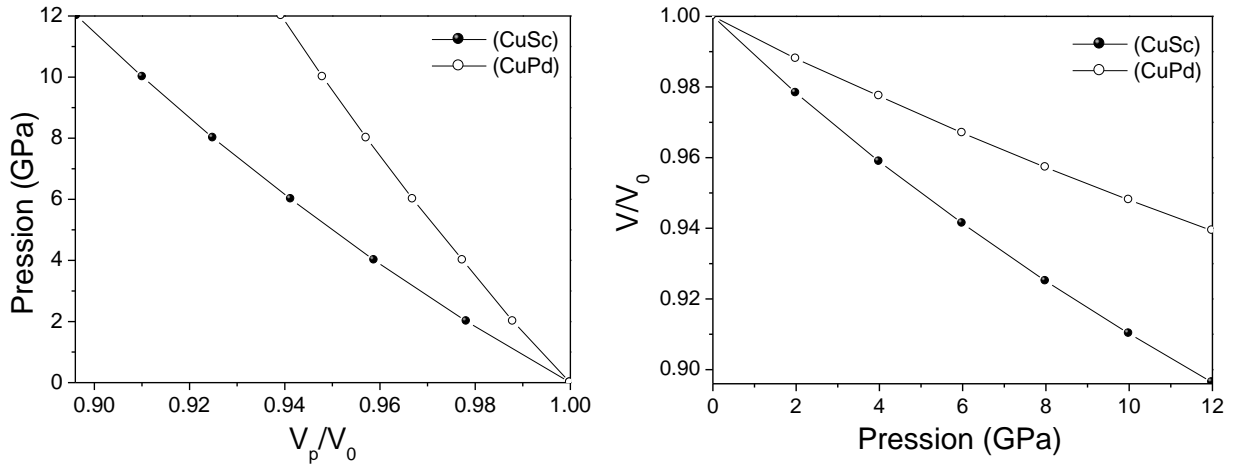 12
10
8
6
4
2
0
Pression (GPa)
(CuSc)
(CuPd)
0.90 0.92 0.94 0.96 0.98 1.00
Vp/V0
1.00
0.98
0.96
0.94
0.92
0.90
V/V0
(CuSc)
(CuPd)
0 2 4 6 8 10 12
Pression (GPa)